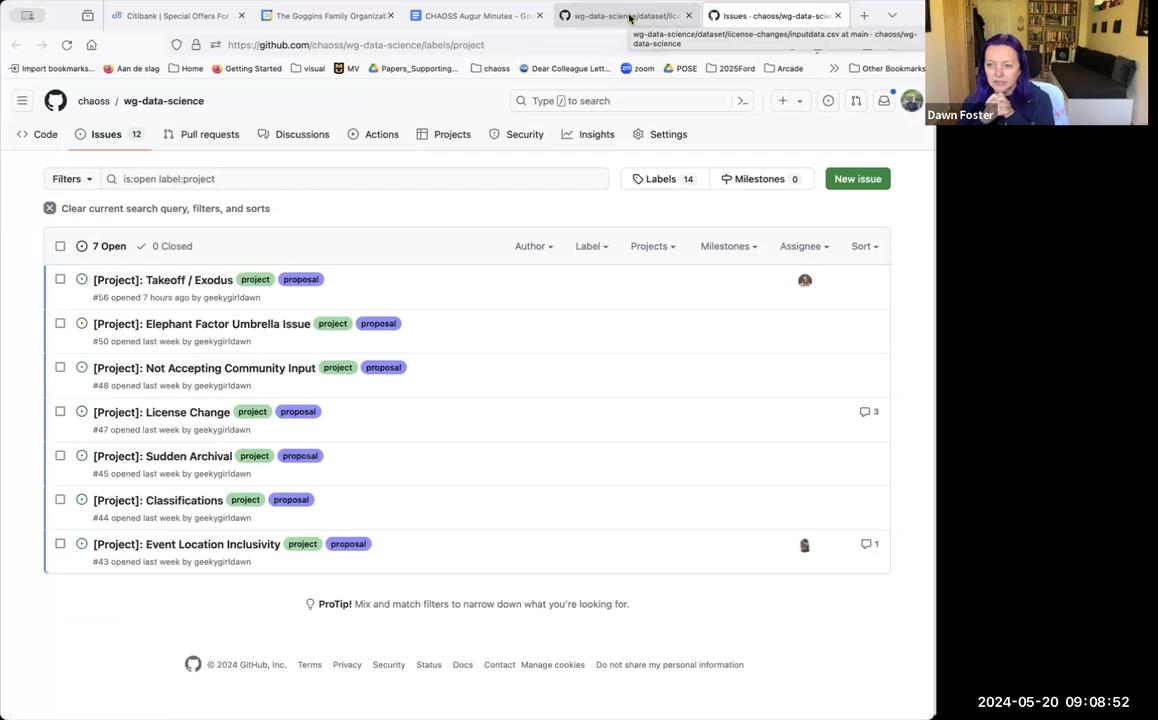 Citibank | Special Offers For
The Goggins Family Organizati
CHAOSS Augur Minutes - Go
wg-data-science/dataset/lice
Issues · chaoss/wg-data-scie
https://github.com/chaoss/wg-data-science/labels/project
wg-data-science/dataset/license-changes/inputdata.csv at main · chaoss/wg-
data-science
Import bookmarks...
Aan de slag
Home
Getting Started
visual
MV
Papers_Supporting...
chaoss
Dear Colleague Lett...
zoom
POSE
2025Ford
Arcade
Other Bookmarks
chaoss / wg-data-science
Type / to search
Dawn Foster
Code
Issues 12
Pull requests
Discussions
Actions
Projects
Security
Insights
Settings
Filters
is:open label:project
Labels 14
Milestones 0
New issue
Clear current search query, filters, and sorts
7 Open
0 Closed
Author
Label
Projects
Milestones
Assignee
Sort
[Project]: Takeoff / Exodus project proposal
#56 opened 7 hours ago by geekygirldawn
[Project]: Elephant Factor Umbrella Issue project proposal
#50 opened last week by geekygirldawn
[Project]: Not Accepting Community Input project proposal
#48 opened last week by geekygirldawn
[Project]: License Change project proposal 3
#47 opened last week by geekygirldawn
[Project]: Sudden Archival project proposal
#45 opened last week by geekygirldawn
[Project]: Classifications project proposal
#44 opened last week by geekygirldawn
[Project]: Event Location Inclusivity project proposal 1
#43 opened last week by geekygirldawn
ProTip! Mix and match filters to narrow down what you're looking for.
© 2024 GitHub, Inc.
Terms
Privacy
Security
Status
Docs
Contact
Manage cookies
Do not share my personal information
2024-05-20 09:08:52